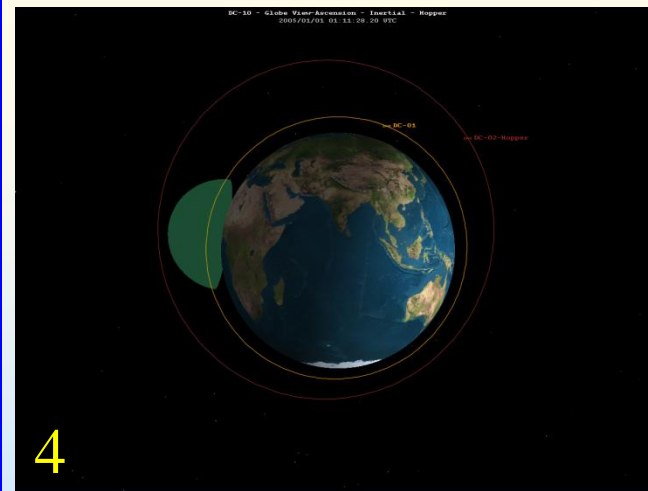 DC-10 - Globe View-Ascension - Inertial - Hopper
2003/01/01 01:11:28.20 UTC
DC-01
DC-02-Hopper
4